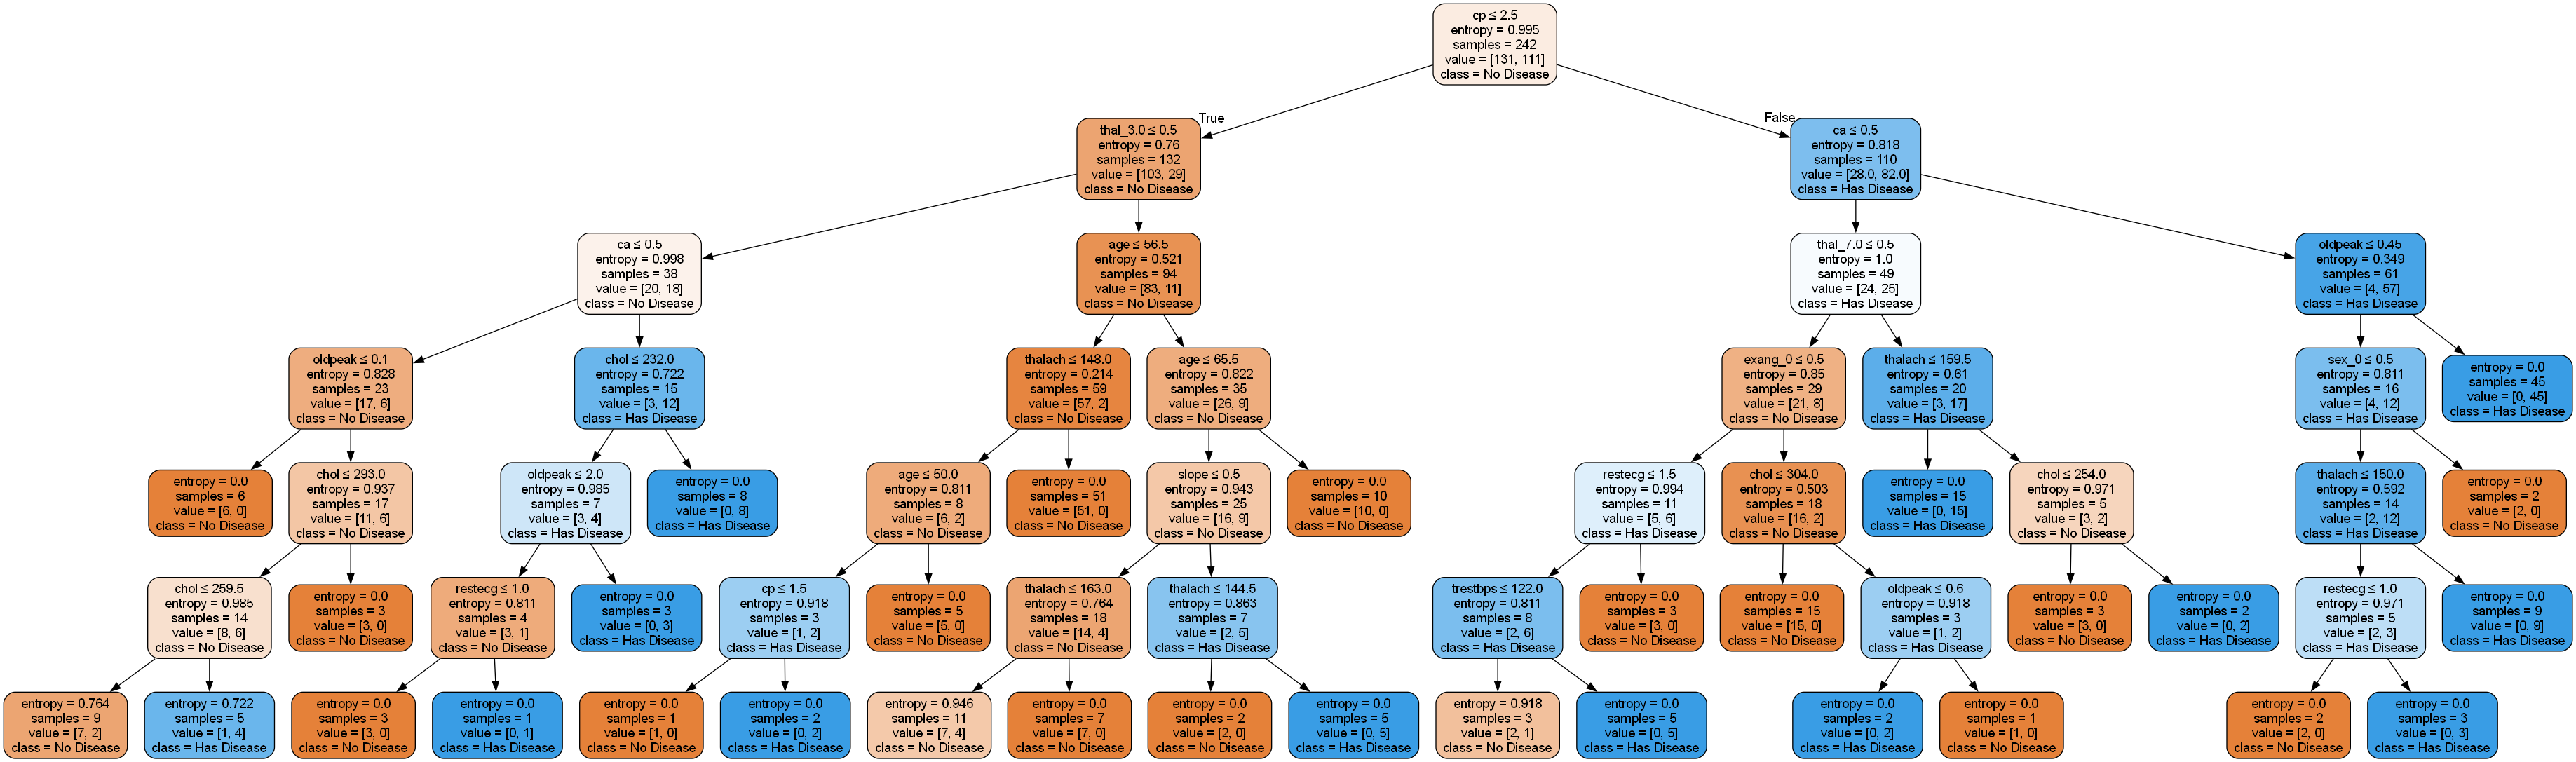 cp ≤ 2.5
entropy = 0.995
samples = 242
value = [131, 111]
class = No Disease
True
False
thal_3.0 ≤ 0.5
entropy = 0.76
samples = 132
value = [103, 29]
class = No Disease
ca ≤ 0.5
entropy = 0.818
samples = 110
value = [28.0, 82.0]
class = Has Disease
ca ≤ 0.5
entropy = 0.998
samples = 38
value = [20, 18]
class = No Disease
age ≤ 56.5
entropy = 0.521
samples = 94
value = [83, 11]
class = No Disease
thal_7.0 ≤ 0.5
entropy = 1.0
samples = 49
value = [24, 25]
class = Has Disease
oldpeak ≤ 0.45
entropy = 0.349
samples = 61
value = [4, 57]
class = Has Disease
oldpeak ≤ 0.1
entropy = 0.828
samples = 23
value = [17, 6]
class = No Disease
chol ≤ 232.0
entropy = 0.722
samples = 15
value = [3, 12]
class = Has Disease
thalach ≤ 148.0
entropy = 0.214
samples = 59
value = [57, 2]
class = No Disease
age ≤ 65.5
entropy = 0.822
samples = 35
value = [26, 9]
class = No Disease
exang_0 ≤ 0.5
entropy = 0.85
samples = 29
value = [21, 8]
class = No Disease
thalach ≤ 159.5
entropy = 0.61
samples = 20
value = [3, 17]
class = Has Disease
sex_0 ≤ 0.5
entropy = 0.811
samples = 16
value = [4, 12]
class = Has Disease
entropy = 0.0
samples = 45
value = [0, 45]
class = Has Disease
entropy = 0.0
samples = 6
value = [6, 0]
class = No Disease
chol ≤ 293.0
entropy = 0.937
samples = 17
value = [11, 6]
class = No Disease
oldpeak ≤ 2.0
entropy = 0.985
samples = 7
value = [3, 4]
class = Has Disease
entropy = 0.0
samples = 8
value = [0, 8]
class = Has Disease
age ≤ 50.0
entropy = 0.811
samples = 8
value = [6, 2]
class = No Disease
entropy = 0.0
samples = 51
value = [51, 0]
class = No Disease
slope ≤ 0.5
entropy = 0.943
samples = 25
value = [16, 9]
class = No Disease
entropy = 0.0
samples = 10
value = [10, 0]
class = No Disease
restecg ≤ 1.5
entropy = 0.994
samples = 11
value = [5, 6]
class = Has Disease
chol ≤ 304.0
entropy = 0.503
samples = 18
value = [16, 2]
class = No Disease
entropy = 0.0
samples = 15
value = [0, 15]
class = Has Disease
chol ≤ 254.0
entropy = 0.971
samples = 5
value = [3, 2]
class = No Disease
thalach ≤ 150.0
entropy = 0.592
samples = 14
value = [2, 12]
class = Has Disease
entropy = 0.0
samples = 2
value = [2, 0]
class = No Disease
chol ≤ 259.5
entropy = 0.985
samples = 14
value = [8, 6]
class = No Disease
entropy = 0.0
samples = 3
value = [3, 0]
class = No Disease
restecg ≤ 1.0
entropy = 0.811
samples = 4
value = [3, 1]
class = No Disease
entropy = 0.0
samples = 3
value = [0, 3]
class = Has Disease
cp ≤ 1.5
entropy = 0.918
samples = 3
value = [1, 2]
class = Has Disease
entropy = 0.0
samples = 5
value = [5, 0]
class = No Disease
thalach ≤ 163.0
entropy = 0.764
samples = 18
value = [14, 4]
class = No Disease
thalach ≤ 144.5
entropy = 0.863
samples = 7
value = [2, 5]
class = Has Disease
trestbps ≤ 122.0
entropy = 0.811
samples = 8
value = [2, 6]
class = Has Disease
entropy = 0.0
samples = 3
value = [3, 0]
class = No Disease
entropy = 0.0
samples = 15
value = [15, 0]
class = No Disease
oldpeak ≤ 0.6
entropy = 0.918
samples = 3
value = [1, 2]
class = Has Disease
entropy = 0.0
samples = 3
value = [3, 0]
class = No Disease
entropy = 0.0
samples = 2
value = [0, 2]
class = Has Disease
restecg ≤ 1.0
entropy = 0.971
samples = 5
value = [2, 3]
class = Has Disease
entropy = 0.0
samples = 9
value = [0, 9]
class = Has Disease
entropy = 0.764
samples = 9
value = [7, 2]
class = No Disease
entropy = 0.722
samples = 5
value = [1, 4]
class = Has Disease
entropy = 0.0
samples = 3
value = [3, 0]
class = No Disease
entropy = 0.0
samples = 1
value = [0, 1]
class = Has Disease
entropy = 0.0
samples = 1
value = [1, 0]
class = No Disease
entropy = 0.0
samples = 2
value = [0, 2]
class = Has Disease
entropy = 0.946
samples = 11
value = [7, 4]
class = No Disease
entropy = 0.0
samples = 7
value = [7, 0]
class = No Disease
entropy = 0.0
samples = 2
value = [2, 0]
class = No Disease
entropy = 0.0
samples = 5
value = [0, 5]
class = Has Disease
entropy = 0.918
samples = 3
value = [2, 1]
class = No Disease
entropy = 0.0
samples = 5
value = [0, 5]
class = Has Disease
entropy = 0.0
samples = 2
value = [0, 2]
class = Has Disease
entropy = 0.0
samples = 1
value = [1, 0]
class = No Disease
entropy = 0.0
samples = 2
value = [2, 0]
class = No Disease
entropy = 0.0
samples = 3
value = [0, 3]
class = Has Disease